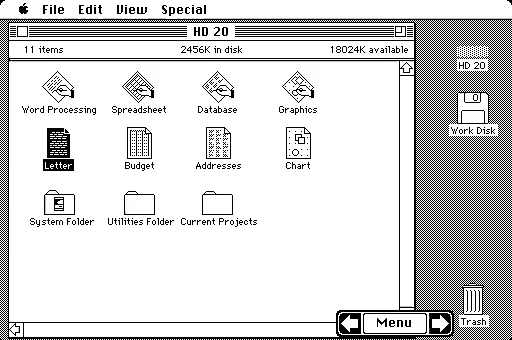 File Edit View Special
HD 20
11 items 2456K in disk 18024K available
HD 20
Word Processing Spreadsheet Database Graphics
Work Disk
Letter Budget Addresses Chart
System Folder Utilities Folder Current Projects
Menu
Trash